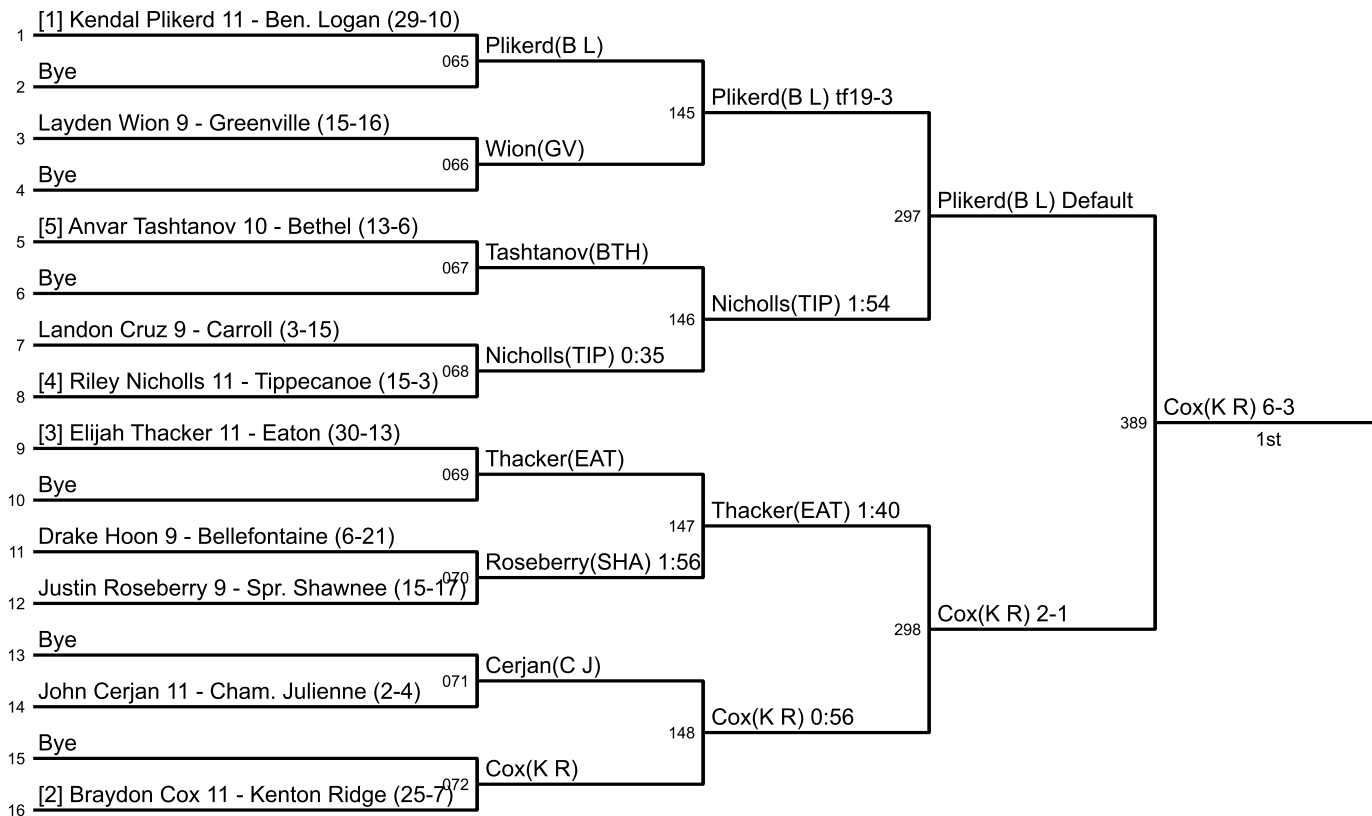 1 [1] Kendal Plikerd 11 - Ben. Logan (29-10)
065 Plikerd(B L)
2 Bye
145 Plikerd(B L) tf19-3
3 Layden Wion 9 - Greenville (15-16)
066 Wion(GV)
4 Bye
297 Plikerd(B L) Default
5 [5] Anvar Tashtanov 10 - Bethel (13-6)
067 Tashtanov(BTH)
6 Bye
146 Nicholls(TIP) 1:54
7 Landon Cruz 9 - Carroll (3-15)
068 Nicholls(TIP) 0:35
8 [4] Riley Nicholls 11 - Tippecanoe (15-3)
389 Cox(K R) 6-3
1st
9 [3] Elijah Thacker 11 - Eaton (30-13)
069 Thacker(EAT)
10 Bye
147 Thacker(EAT) 1:40
11 Drake Hoon 9 - Bellefontaine (6-21)
070 Roseberry(SHA) 1:56
12 Justin Roseberry 9 - Spr. Shawnee (15-17)
298 Cox(K R) 2-1
13 Bye
071 Cerjan(C J)
14 John Cerjan 11 - Cham. Julienne (2-4)
148 Cox(K R) 0:56
15 Bye
072 Cox(K R)
16 [2] Braydon Cox 11 - Kenton Ridge (25-7)